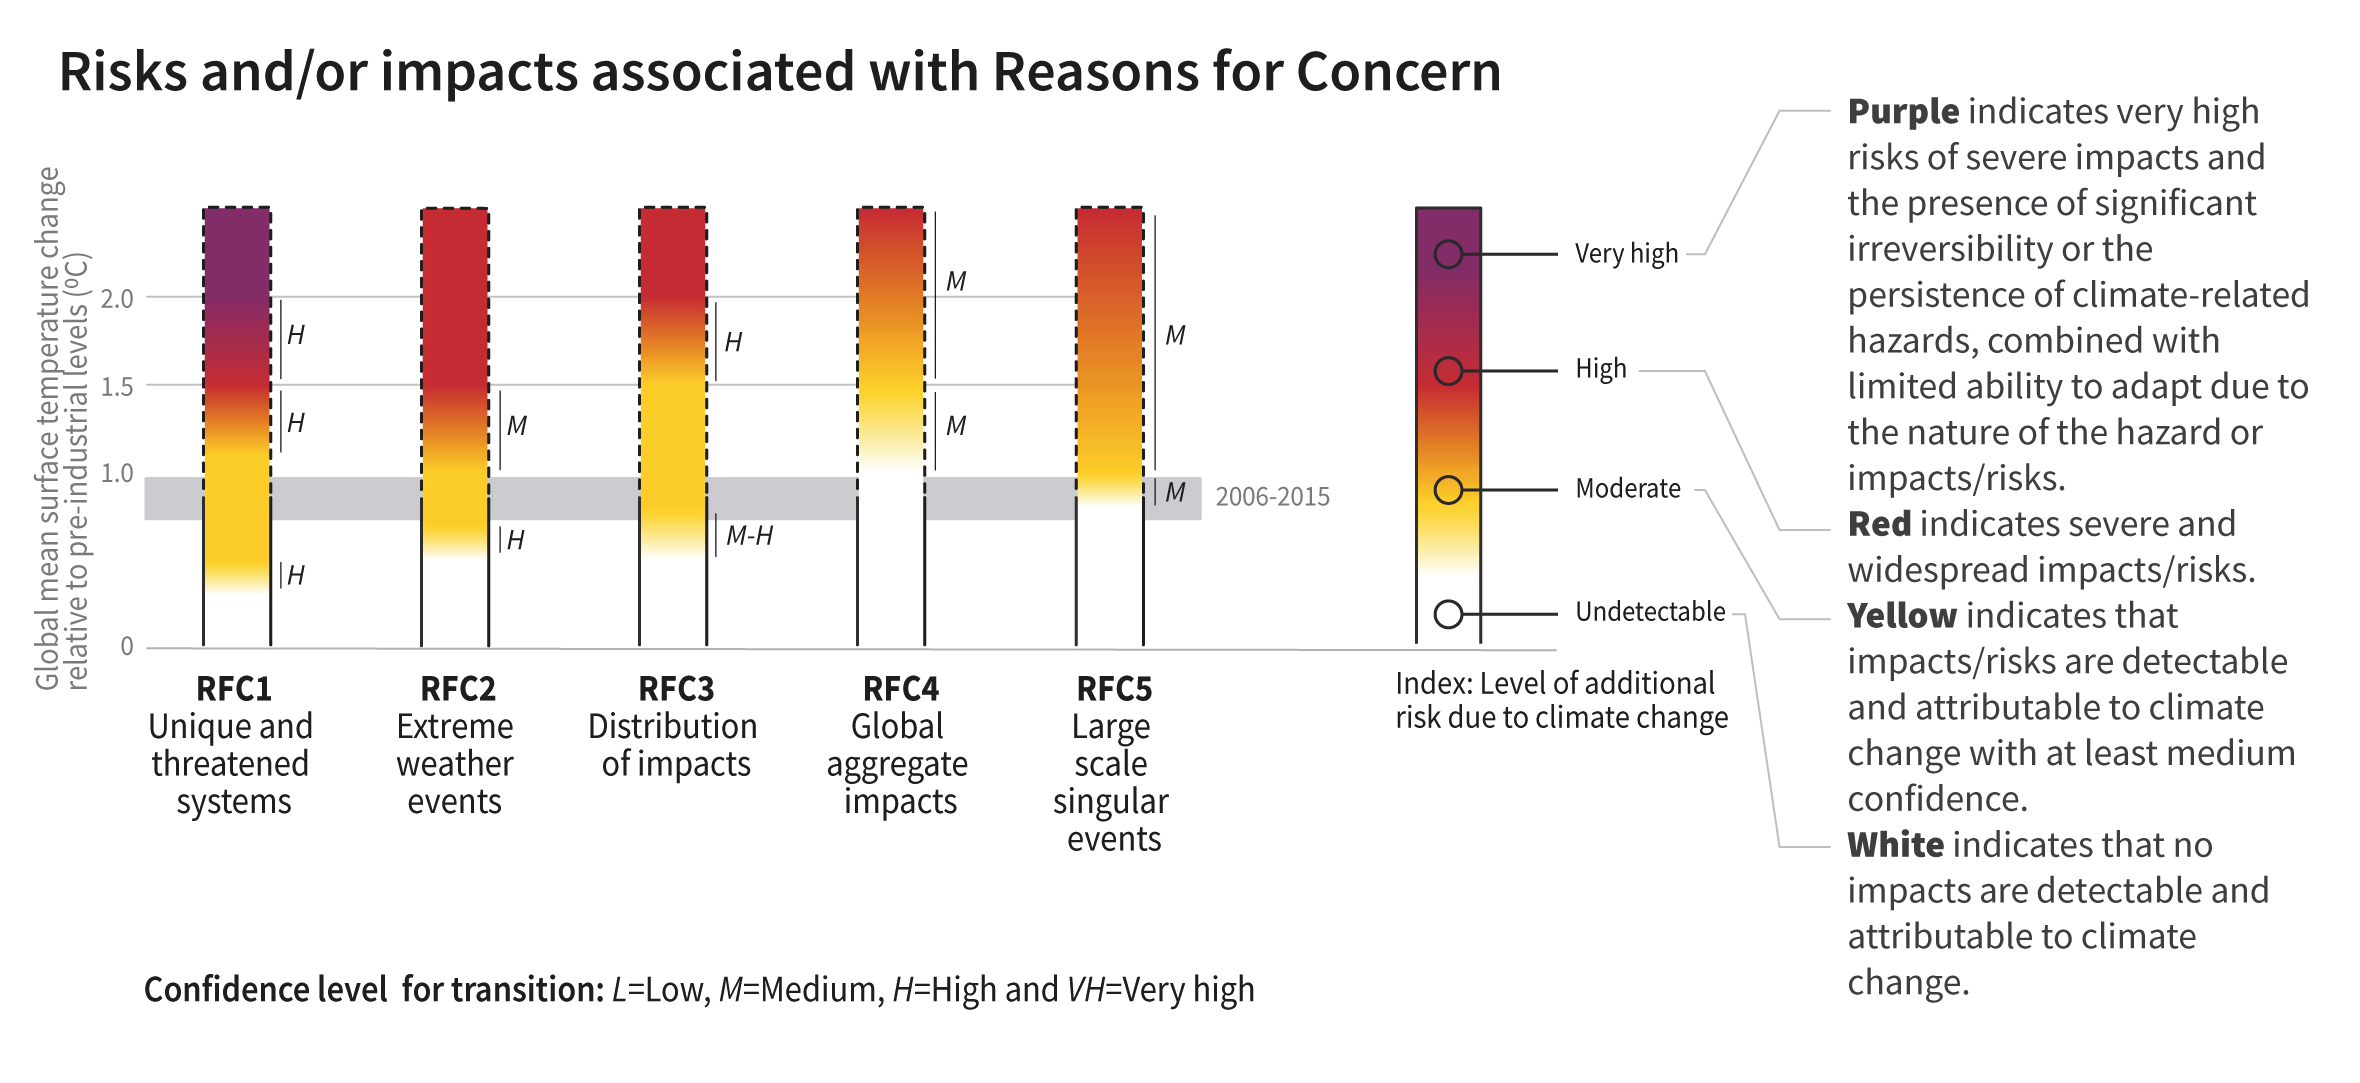 Risks and/or impacts associated with Reasons for Concern
Global mean surface temperature change
relative to pre-industrial levels (⁰C)
2.0
1.5
1.0
0
H
H
H
M
H
H
M-H
M
M
M
M
2006-2015
RFC1
Unique and
threatened
systems
RFC2
Extreme
weather
events
RFC3
Distribution
of impacts
RFC4
Global
aggregate
impacts
RFC5
Large
scale
singular
events
Very high
High
Moderate
Undetectable
Index: Level of additional
risk due to climate change
Purple indicates very high
risks of severe impacts and
the presence of significant
irreversibility or the
persistence of climate-related
hazards, combined with
limited ability to adapt due to
the nature of the hazard or
impacts/risks.
Red indicates severe and
widespread impacts/risks.
Yellow indicates that
impacts/risks are detectable
and attributable to climate
change with at least medium
confidence.
White indicates that no
impacts are detectable and
attributable to climate
change.
Confidence level for transition: L=Low, M=Medium, H=High and VH=Very high